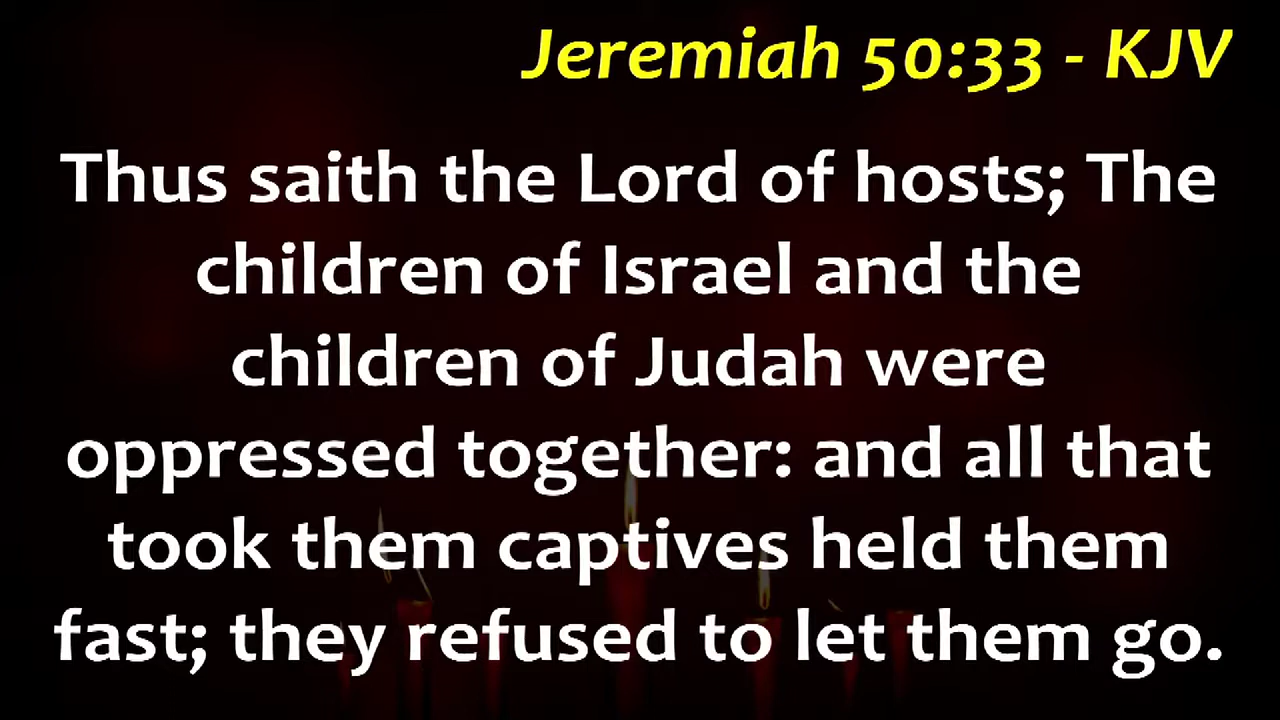 Jeremiah 50:33 - KJV
Thus saith the Lord of hosts; The
children of Israel and the
children of Judah were
oppressed together: and all that
took them captives held them
fast; they refused to let them go.